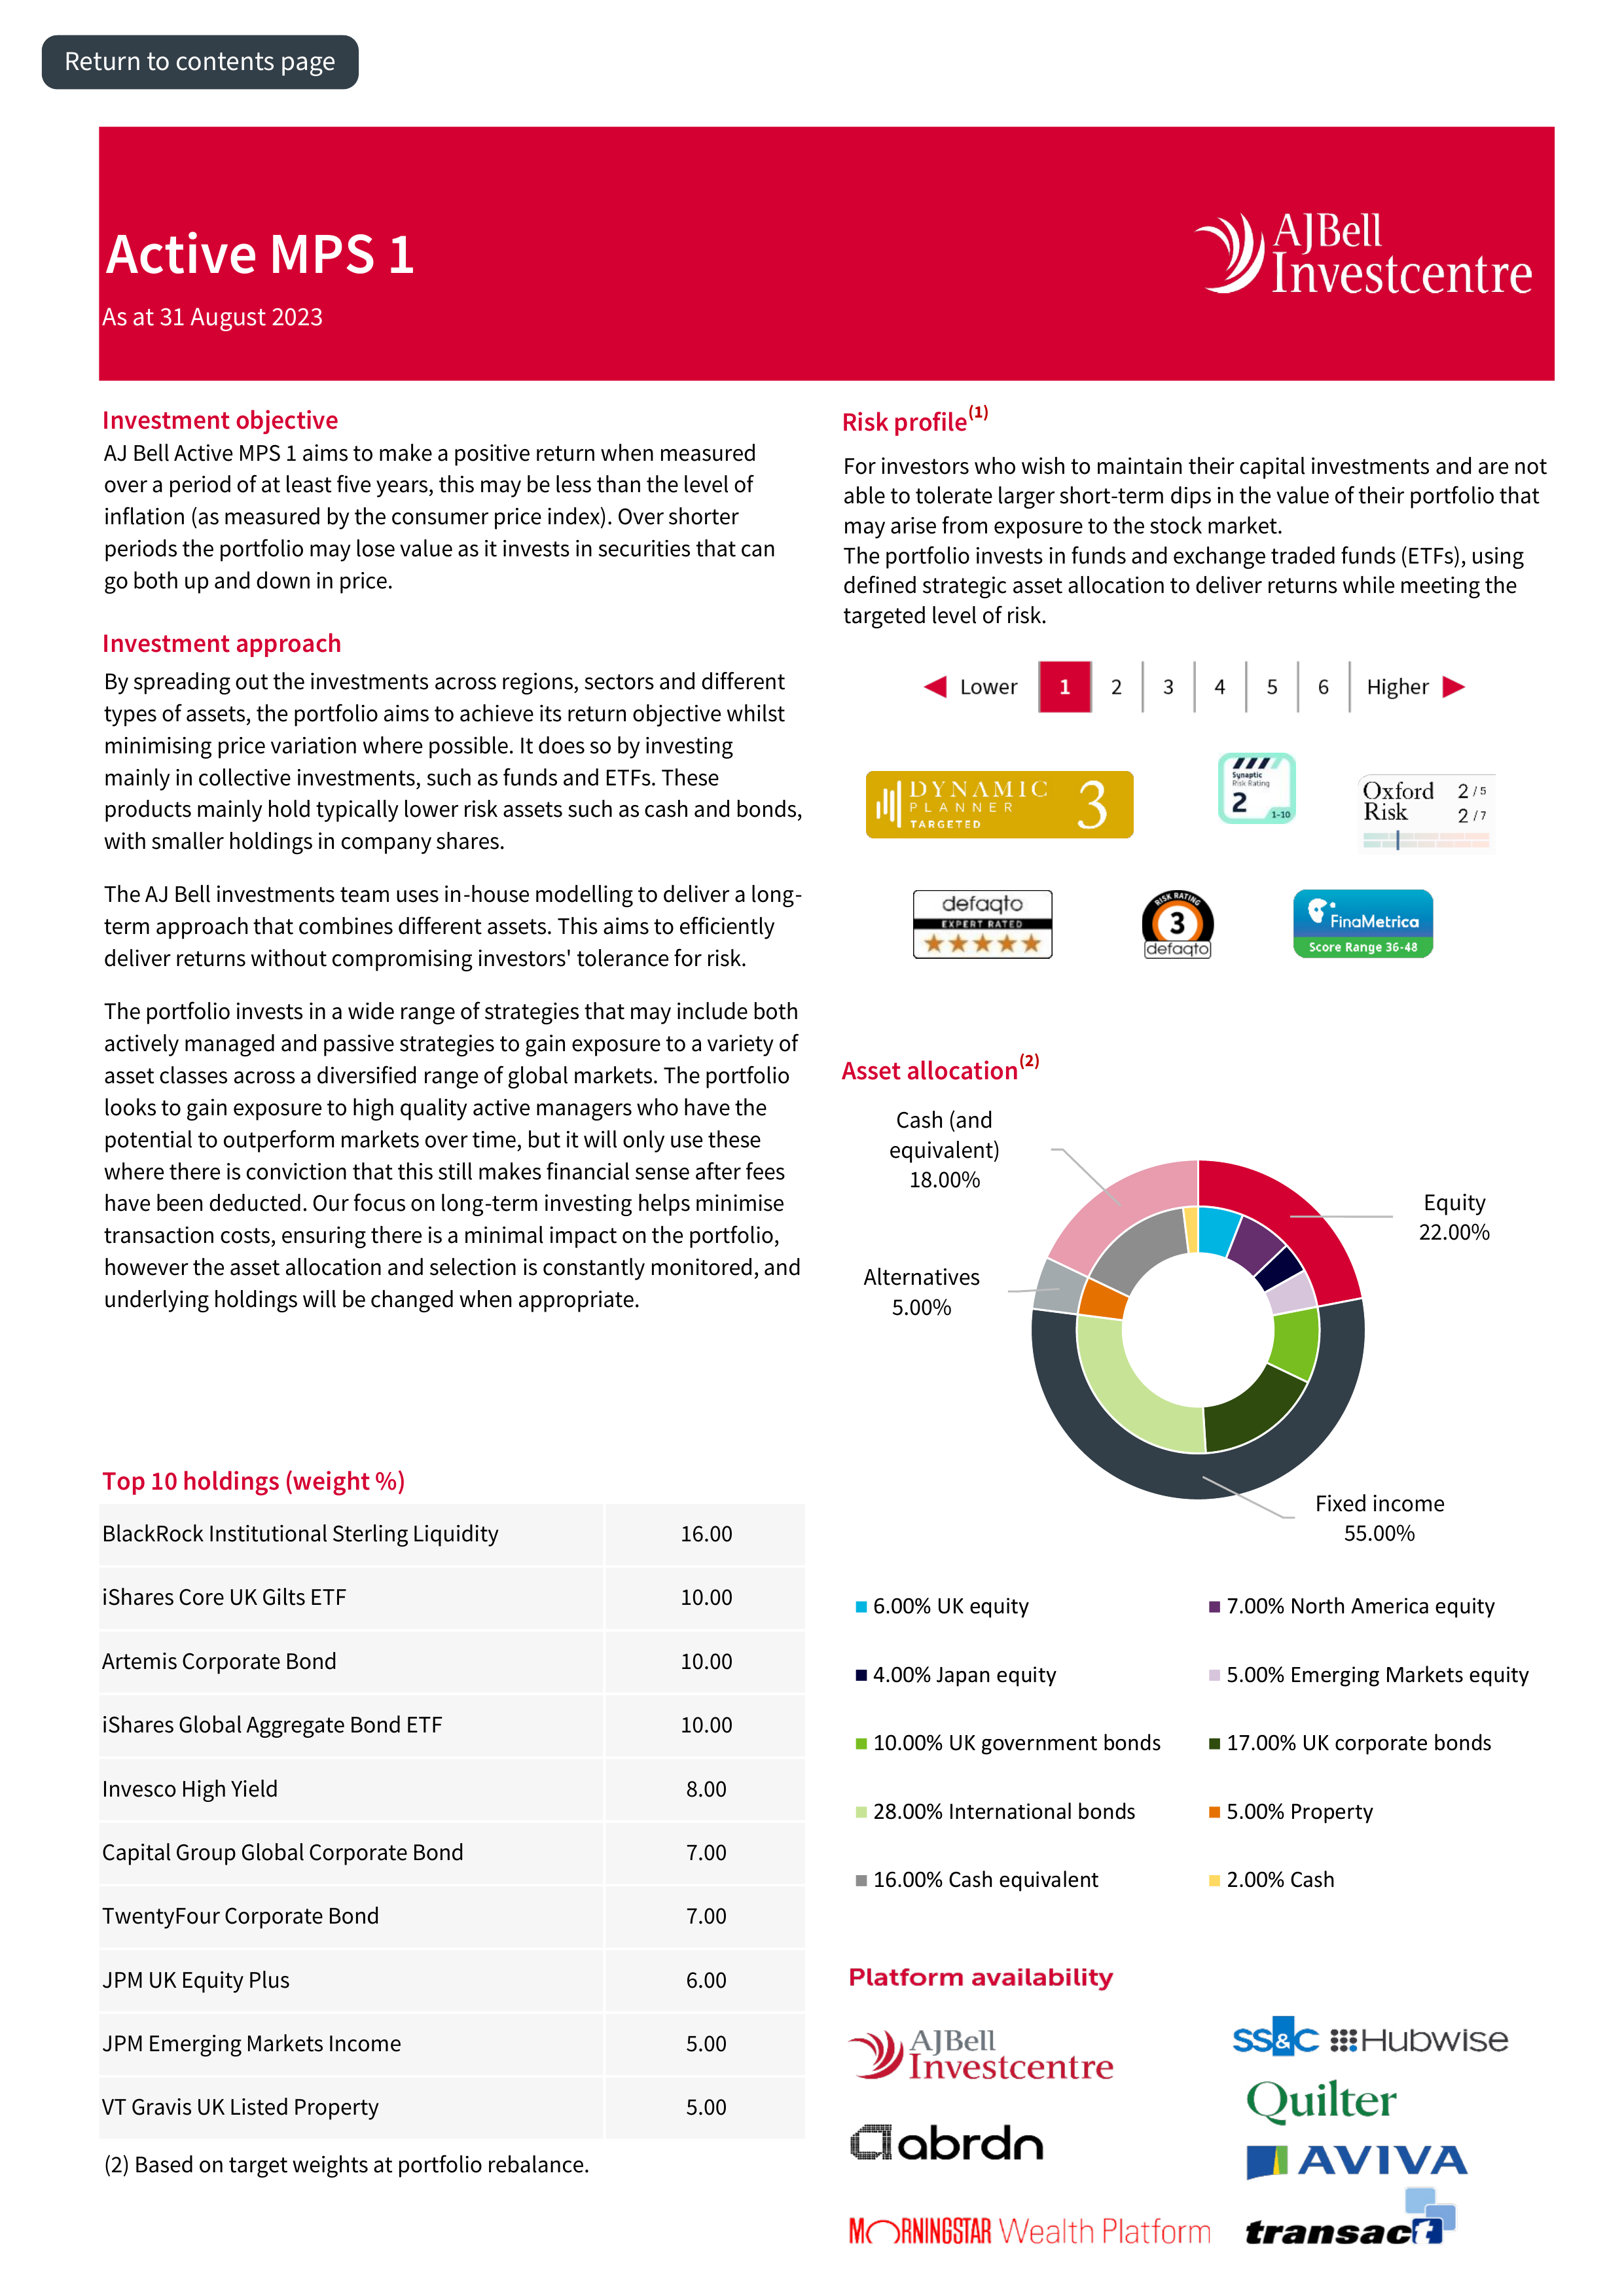 Return to contents page
Active MPS 1
As at 31 August 2023
AJBell
Investcentre
Investment objective
AJ Bell Active MPS 1 aims to make a positive return when measured
over a period of at least five years, this may be less than the level of
inflation (as measured by the consumer price index). Over shorter
periods the portfolio may lose value as it invests in securities that can
go both up and down in price.
Investment approach
By spreading out the investments across regions, sectors and different
types of assets, the portfolio aims to achieve its return objective whilst
minimising price variation where possible. It does so by investing
mainly in collective investments, such as funds and ETFs. These
products mainly hold typically lower risk assets such as cash and bonds,
with smaller holdings in company shares.
The AJ Bell investments team uses in-house modelling to deliver a long-
term approach that combines different assets. This aims to efficiently
deliver returns without compromising investors' tolerance for risk.
The portfolio invests in a wide range of strategies that may include both
actively managed and passive strategies to gain exposure to a variety of
asset classes across a diversified range of global markets. The portfolio
looks to gain exposure to high quality active managers who have the
potential to outperform markets over time, but it will only use these
where there is conviction that this still makes financial sense after fees
have been deducted. Our focus on long-term investing helps minimise
transaction costs, ensuring there is a minimal impact on the portfolio,
however the asset allocation and selection is constantly monitored, and
underlying holdings will be changed when appropriate.
Top 10 holdings (weight %)
BlackRock Institutional Sterling Liquidity 16.00
iShares Core UK Gilts ETF 10.00
Artemis Corporate Bond 10.00
iShares Global Aggregate Bond ETF 10.00
Invesco High Yield 8.00
Capital Group Global Corporate Bond 7.00
TwentyFour Corporate Bond 7.00
JPM UK Equity Plus 6.00
JPM Emerging Markets Income 5.00
VT Gravis UK Listed Property 5.00
(2) Based on target weights at portfolio rebalance.
Risk profile(1)
For investors who wish to maintain their capital investments and are not
able to tolerate larger short-term dips in the value of their portfolio that
may arise from exposure to the stock market.
The portfolio invests in funds and exchange traded funds (ETFs), using
defined strategic asset allocation to deliver returns while meeting the
targeted level of risk.
Lower 1 2 3 4 5 6 Higher
DYNAMIC
PLANNER
TARGETED
3
Synaptic
Risk Rating
2
1-10
Oxford 2 / 5
Risk 2 / 7
defaqto
EXPERT RATED
RISK RATING
3
defaqto
FinaMetrica
Score Range 36-48
Asset allocation(2)
Cash (and
equivalent)
18.00%
Equity
22.00%
Alternatives
5.00%
Fixed income
55.00%
6.00% UK equity
7.00% North America equity
4.00% Japan equity
5.00% Emerging Markets equity
10.00% UK government bonds
17.00% UK corporate bonds
28.00% International bonds
5.00% Property
16.00% Cash equivalent
2.00% Cash
Platform availability
AJBell
Investcentre
SS&C Hubwise
Quilter
abrdn
AVIVA
MORNINGSTAR Wealth Platform
transact